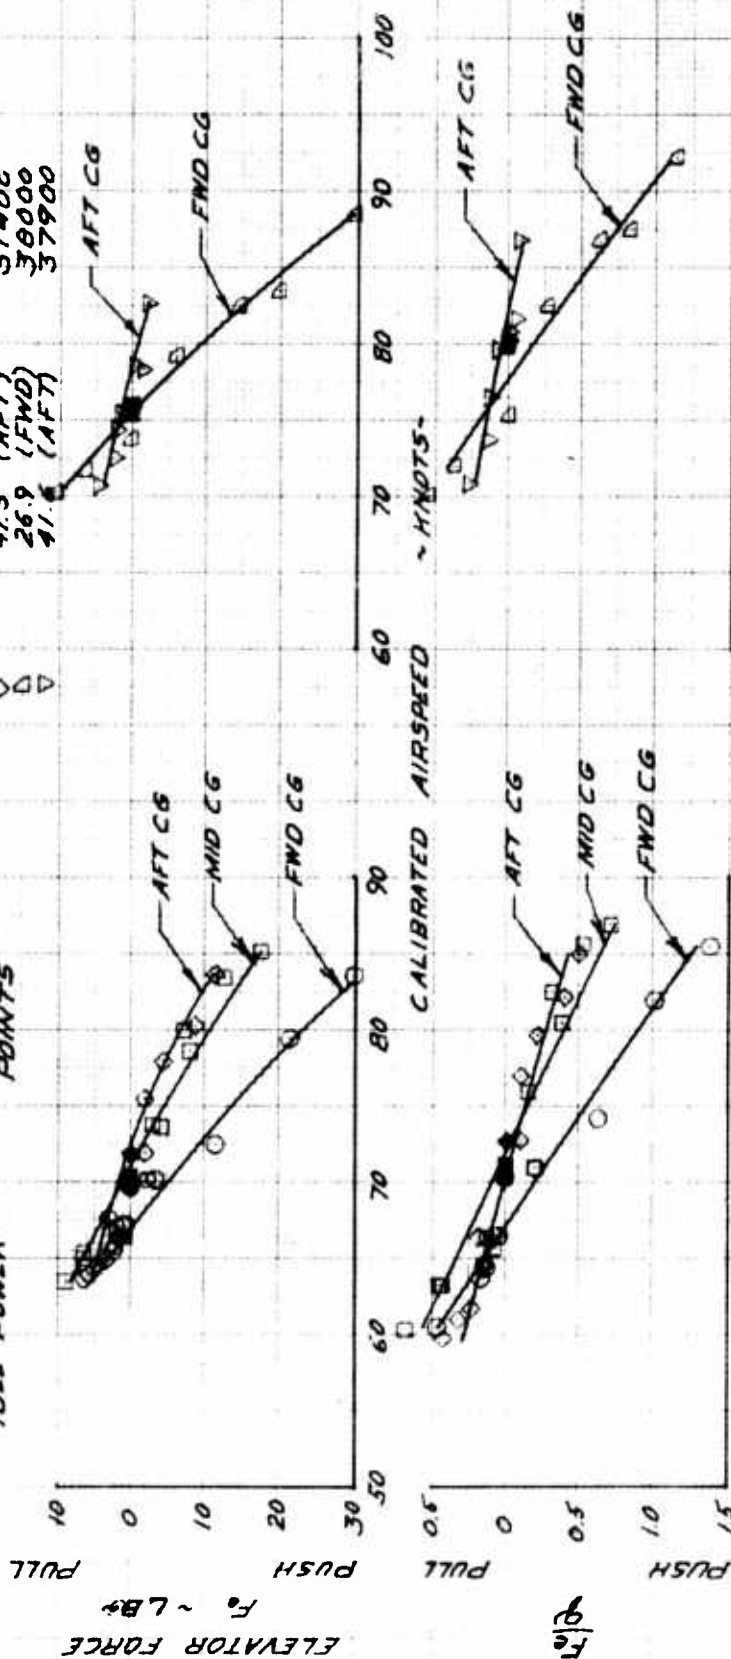 POINTS
41.5 (AFT) 37400
26.9 (FWD) 38000
41.6 (AFT) 37900
PULL
10
0
10
20
30
PUSH
ELEVATOR FORCE
Fe ~ LBS
AFT CG
MID CG
FWD CG
AFT CG
FWD CG
50 60 70 80 90
60 70 80 90 100
CALIBRATED AIRSPEED ~KNOTS~
PULL
0.5
0
0.5
1.0
1.5
PUSH
Fe
q
AFT CG
MID CG
FWD CG
AFT CG
FWD CG